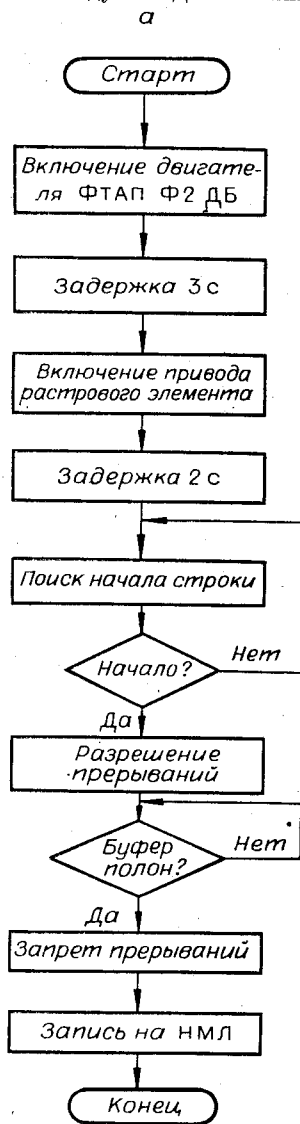 а
Старт
Включение двигате-
ля ФТАП Ф2 ДБ
Задержка 3 с
Включение привода
растрового элемента
Задержка 2 с
Поиск начала строки
Начало?
Нет
Да
Разрешение
прерываний
Буфер
полон?
Нет
Да
Запрет прерываний
Запись на НМЛ
Конец